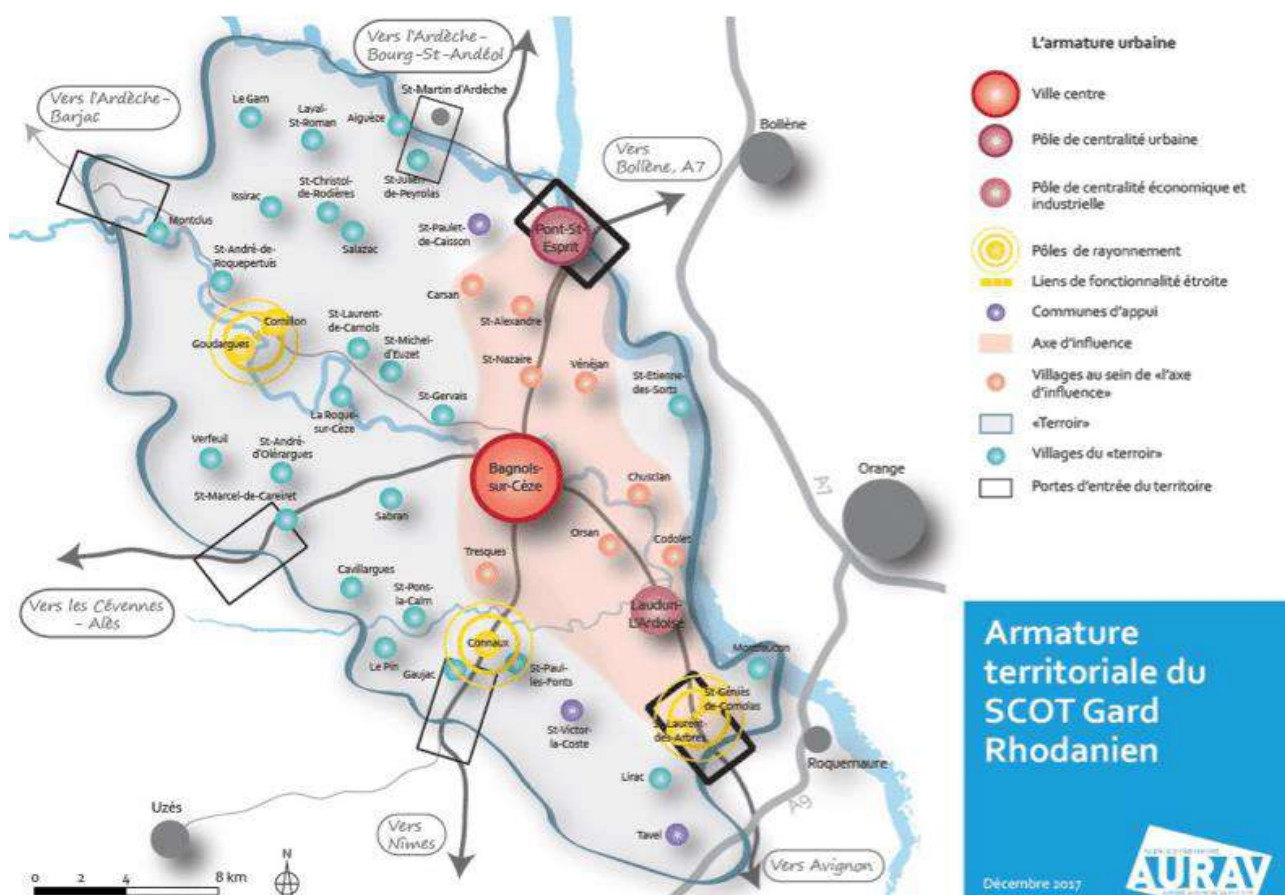 Vers l'Ardèche-
Bourg-St-Andéol
Vers l'Ardèche-
Barjac
Vers
Bollène, A7
Le Garn
Laval-
St-Roman
Aiguèze
St-Martin d'Ardèche
St-Julien
de-Peyrolas
St-Christol-
de-Rodières
Issirac
Salazac
Montclus
St-André-de-
Roquepertuis
St-Paulet-
de-Caisson
Pont-St-
Esprit
Bollène
Carsan
St-Alexandre
Cornillon
Goudargues
St-Laurent-
de-Carnols
St-Michel-
d'Euzet
St-Nazaire
Vénéjan
St-Etienne-
des-Sorts
La Roque-
sur-Cèze
St-Gervais
Verfeuil
St-André-
d'Olérargues
St-Marcel-de-Careiret
Sabran
Bagnols-
sur-Cèze
Chusclan
Orsan
Codolet
Tresques
Orange
A7
Vers les Cévennes
- Alès
Cavillargues
St-Pons-
la-Calm
Le Pin
Gaujac
Connaux
St-Paul-
les-Fonts
Laudun-
L'Ardoise
Montfaucon
St-Géniès
de-Comolas
St-Laurent-
des-Arbres
St-Victor-
la-Coste
Lirac
Tavel
Roquemaure
A9
Uzés
Vers
Nîmes
Vers Avignon
0 2 4 8 km
N
L'armature urbaine
Ville centre
Pôle de centralité urbaine
Pôle de centralité économique et
industrielle
Pôles de rayonnement
Liens de fonctionnalité étroite
Communes d'appui
Axe d'influence
Villages au sein de «l'axe
d'influence»
«Terroir»
Villages du «terroir»
Portes d'entrée du territoire
Armature
territoriale du
SCOT Gard
Rhodanien
Décembre 2017
AURAV